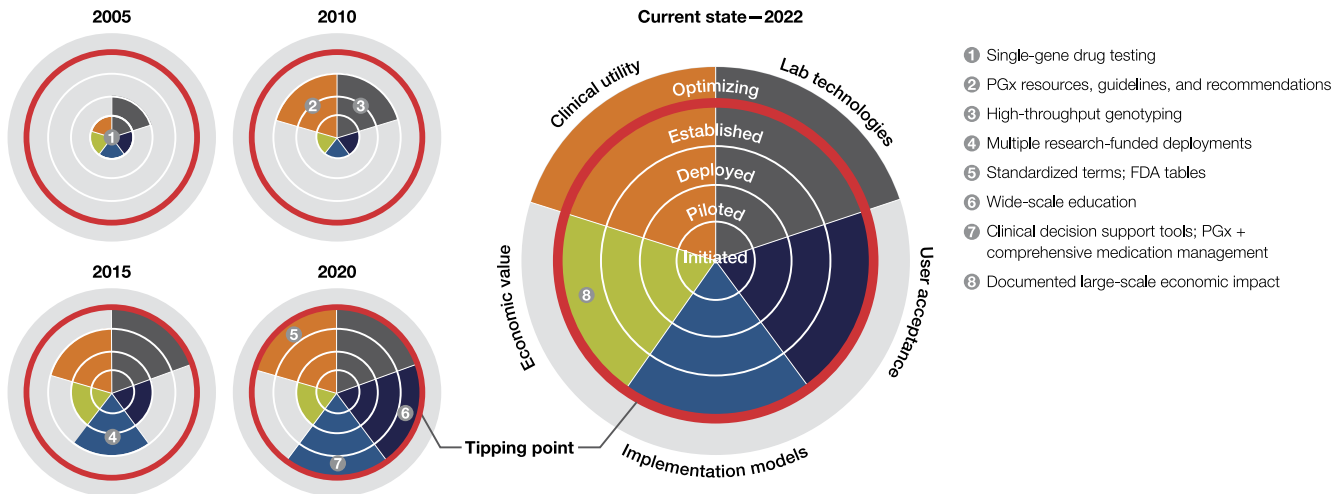 2005
2010
Current state—2022
1
2
3
Clinical utility
Lab technologies
Optimizing
Established
Deployed
Piloted
Initiated
8
Economic value
User acceptance
Implementation models
2015
2020
4
5
6
7
Tipping point
1 Single-gene drug testing
2 PGx resources, guidelines, and recommendations
3 High-throughput genotyping
4 Multiple research-funded deployments
5 Standardized terms; FDA tables
6 Wide-scale education
7 Clinical decision support tools; PGx +
comprehensive medication management
8 Documented large-scale economic impact